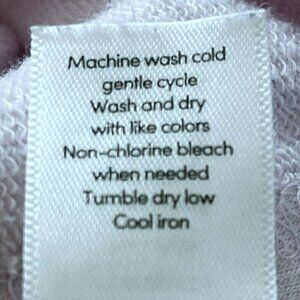 Machine wash cold
gentle cycle
Wash and dry
with like colors
Non-chlorine bleach
when needed
Tumble dry low
Cool iron